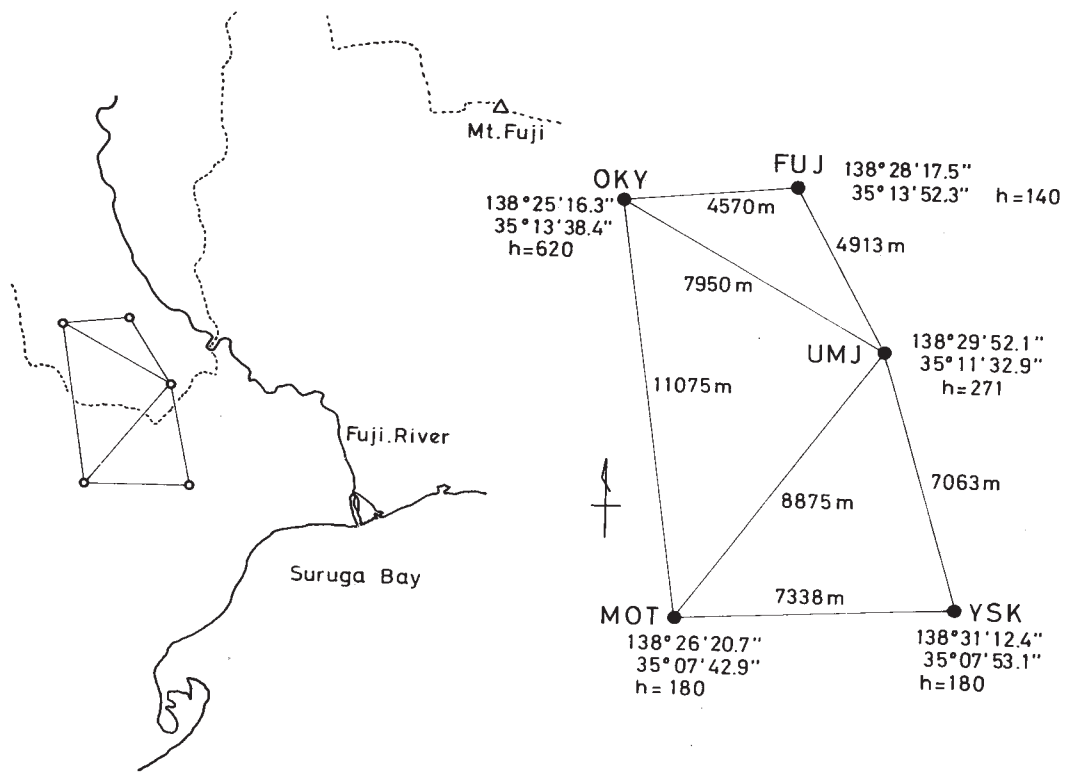 Mt.Fuji
Fuji.River
Suruga Bay
OKY
138°25'16.3"
35°13'38.4"
h=620
FUJ
138°28'17.5"
35°13'52.3" h=140
4570m
4913m
7950m
UMJ
138°29'52.1"
35°11'32.9"
h=271
11075m
8875m
7063m
7338m
MOT
138°26'20.7"
35°07'42.9"
h=180
YSK
138°31'12.4"
35°07'53.1"
h=180